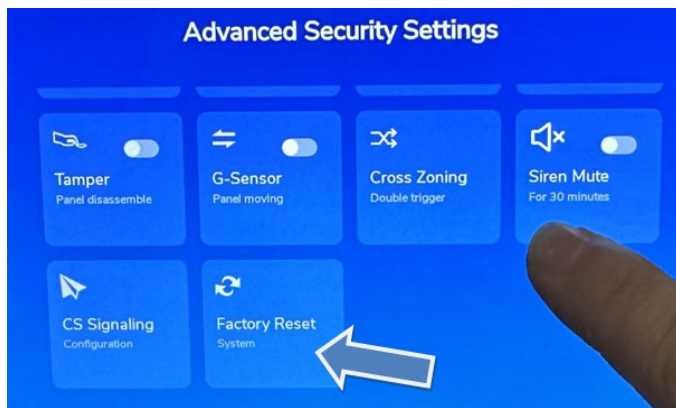 Advanced Security Settings
Tamper
Panel disassemble
G-Sensor
Panel moving
Cross Zoning
Double trigger
Siren Mute
For 30 minutes
CS Signaling
Configuration
Factory Reset
System